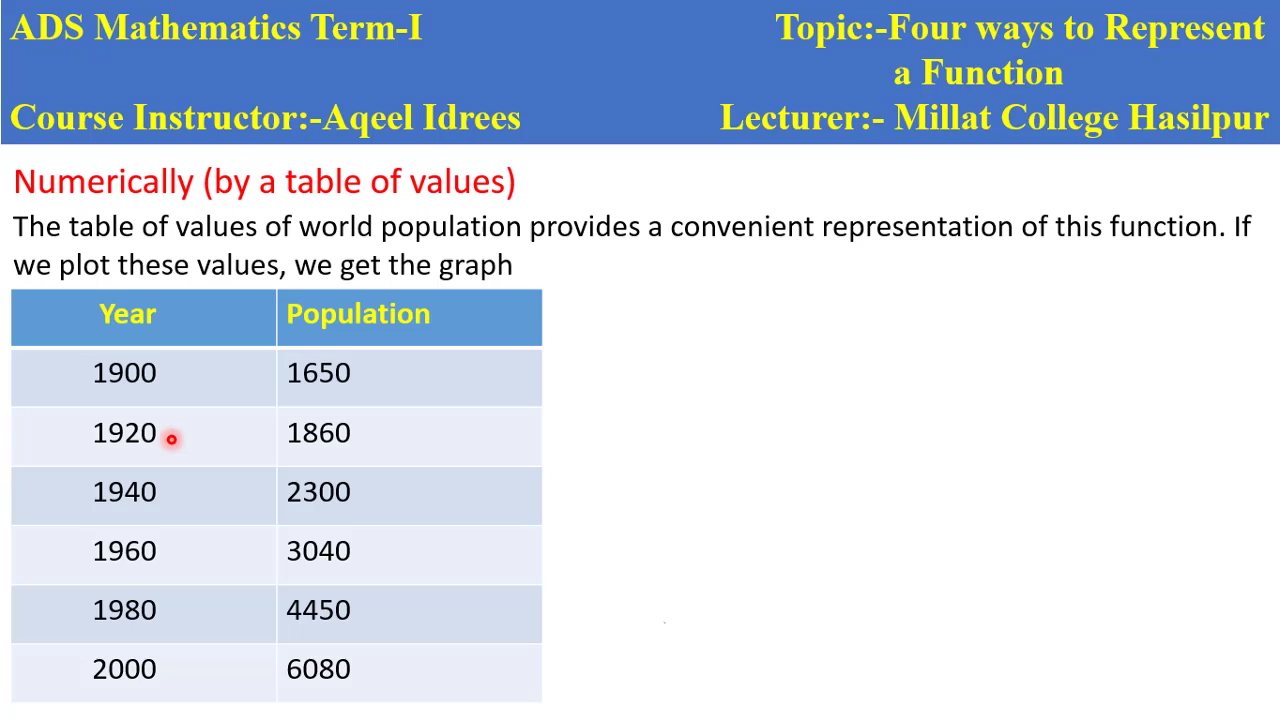 ADS Mathematics Term-I
Topic:-Four ways to Represent
a Function
Course Instructor:-Aqeel Idrees
Lecturer:- Millat College Hasilpur
Numerically (by a table of values)
The table of values of world population provides a convenient representation of this function. If
we plot these values, we get the graph
Year Population
1900 1650
1920 1860
1940 2300
1960 3040
1980 4450
2000 6080